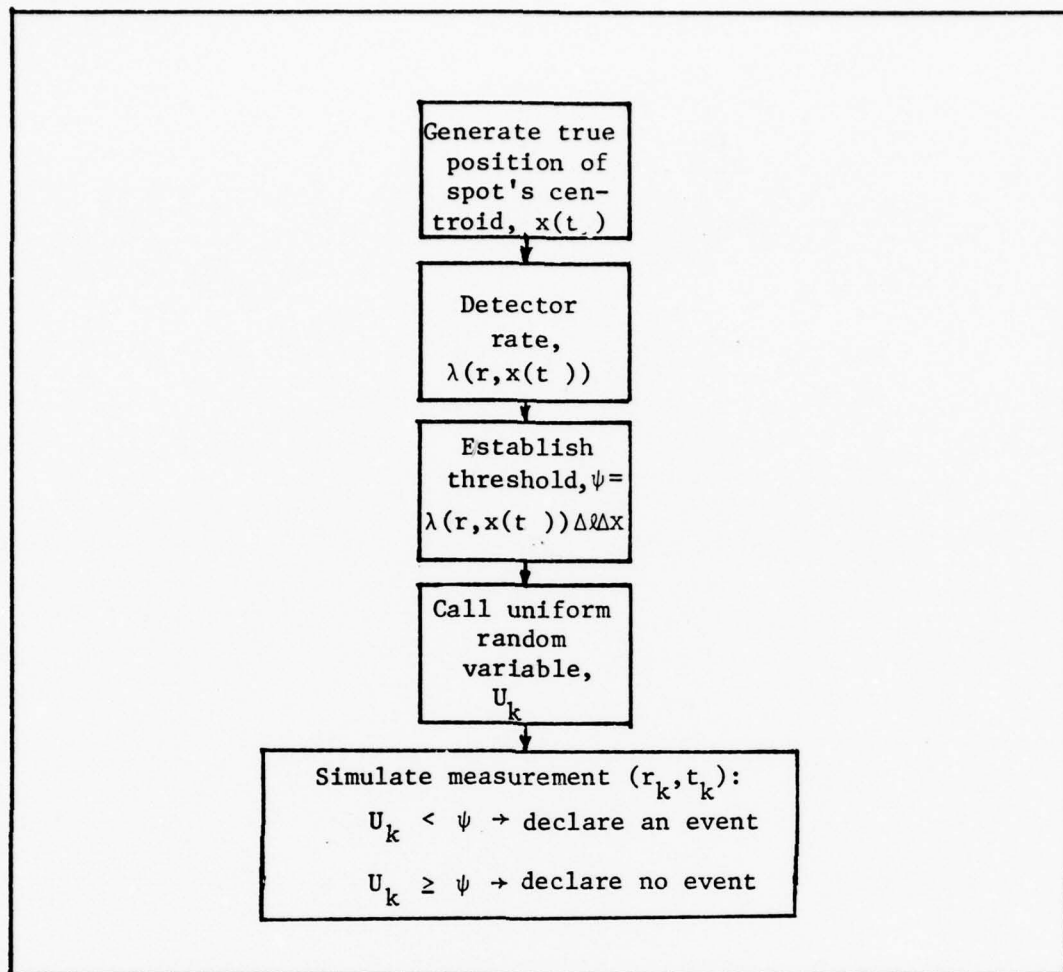 Generate true
position of
spot's cen-
troid, x(t )
Detector
rate,
λ(r,x(t ))
Establish
threshold,ψ=
λ(r,x(t ))ΔℓΔx
Call uniform
random
variable,
U_k
Simulate measurement (r_k,t_k):
U_k < ψ → declare an event
U_k ≥ ψ → declare no event